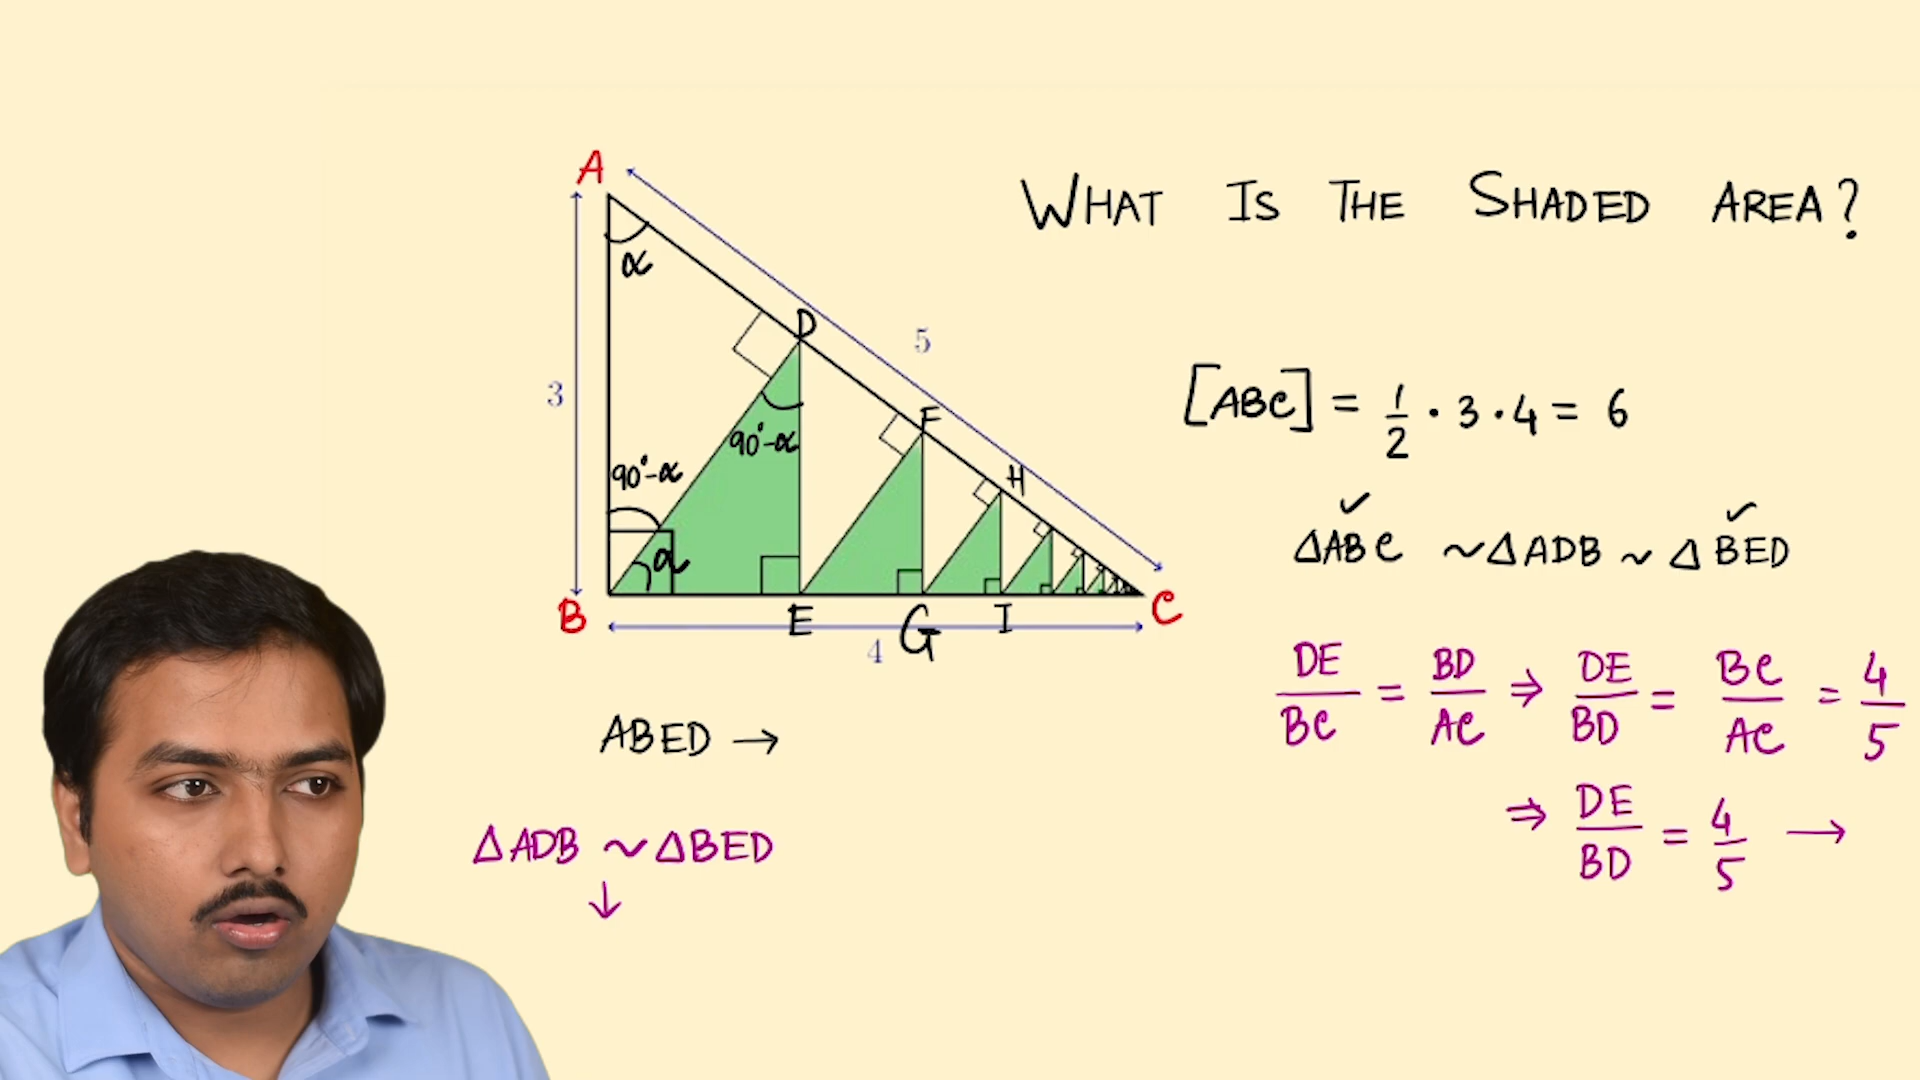 WHAT IS THE SHADED AREA?
A
α
D
5
3
F
[ABC] = 1/2 · 3 · 4 = 6
90°-α
90°-α
H
✓ ✓
ΔABC ~ ΔADB ~ Δ BED
α
B E G I C
4
DE/BC = BD/AC ⇒ DE/BD = BC/AC = 4/5
ABED →
⇒ DE/BD = 4/5 →
ΔADB ~ ΔBED
↓